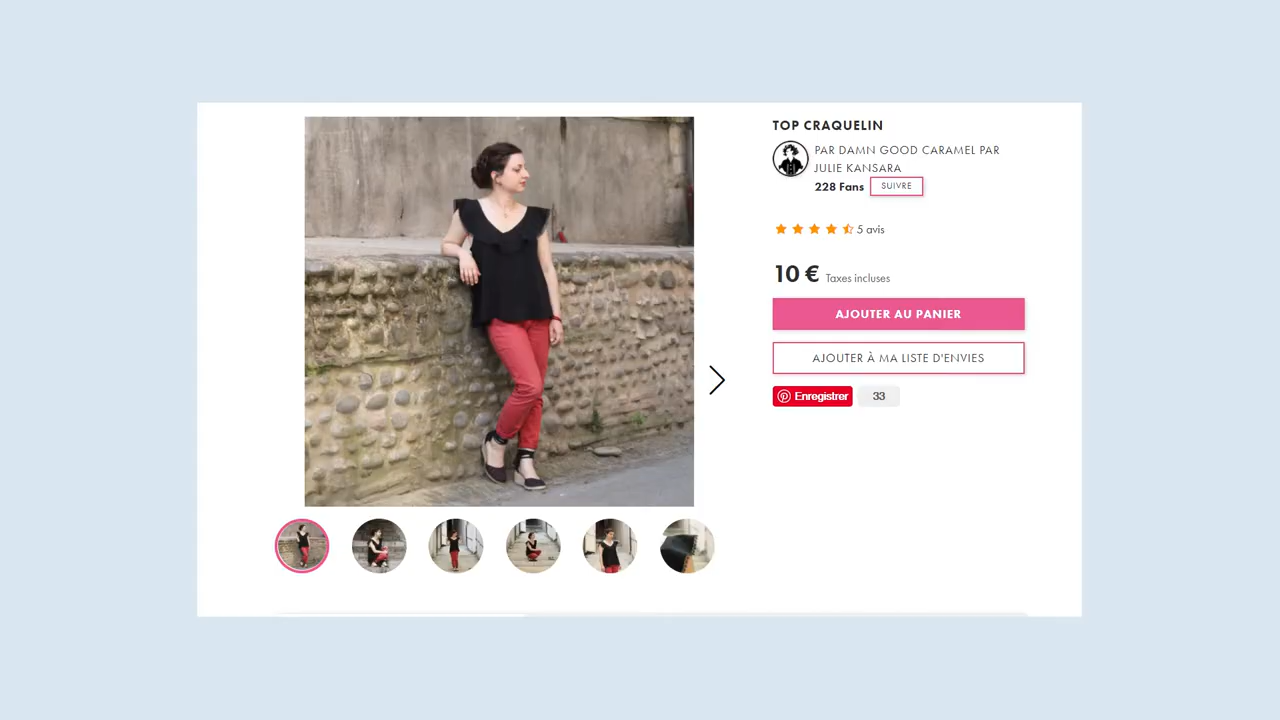 TOP CRAQUELIN
PAR DAMN GOOD CARAMEL PAR
JULIE KANSARA
228 Fans SUIVRE
5 avis
10 € Taxes incluses
AJOUTER AU PANIER
AJOUTER À MA LISTE D'ENVIES
Enregistrer 33